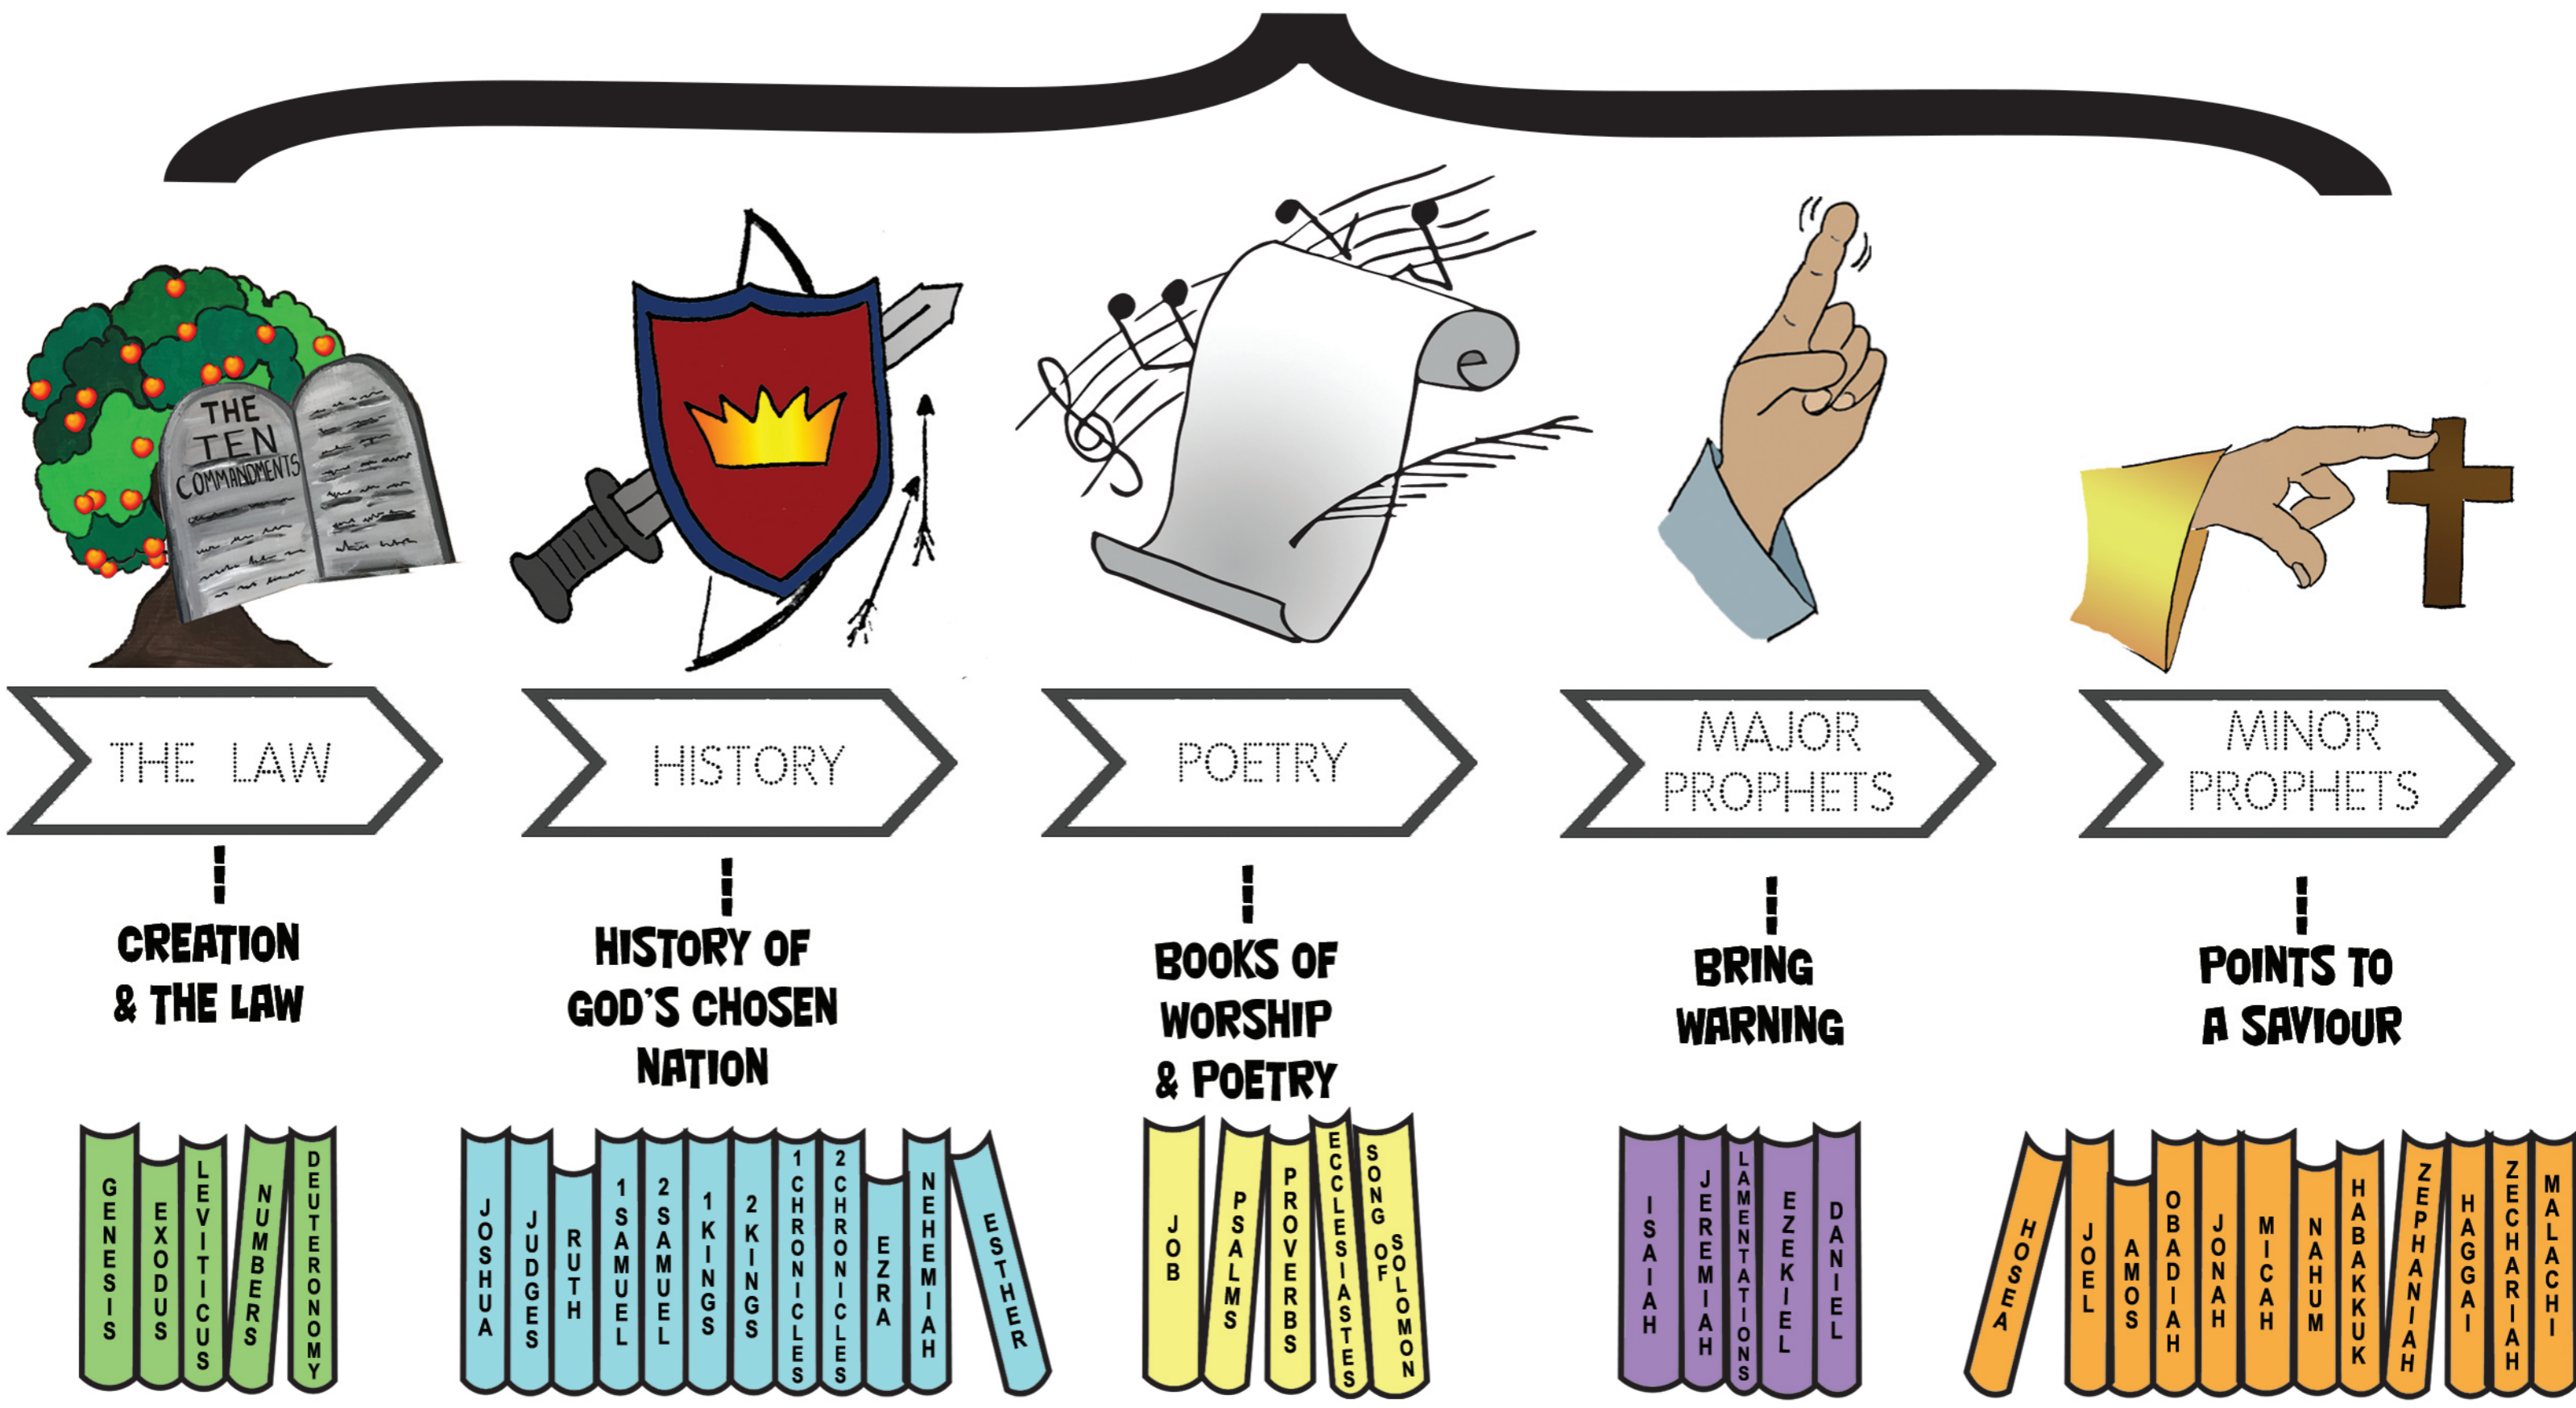 THE
TEN
COMMANDMENTS
THE LAW
HISTORY
POETRY
MAJOR
PROPHETS
MINOR
PROPHETS
CREATION
& THE LAW
HISTORY OF
GOD'S CHOSEN
NATION
BOOKS OF
WORSHIP
& POETRY
BRING
WARNING
POINTS TO
A SAVIOUR
GENESIS
EXODUS
LEVITICUS
NUMBERS
DEUTERONOMY
JOSHUA
JUDGES
RUTH
1 SAMUEL
2 SAMUEL
1 KINGS
2 KINGS
1 CHRONICLES
2 CHRONICLES
EZRA
NEHEMIAH
ESTHER
JOB
PSALMS
PROVERBS
ECCLESIASTES
SONG OF SOLOMON
ISAIAH
JEREMIAH
LAMENTATIONS
EZEKIEL
DANIEL
HOSEA
JOEL
AMOS
OBADIAH
JONAH
MICAH
NAHUM
HABAKKUK
ZEPHANIAH
HAGGAI
ZECHARIAH
MALACHI